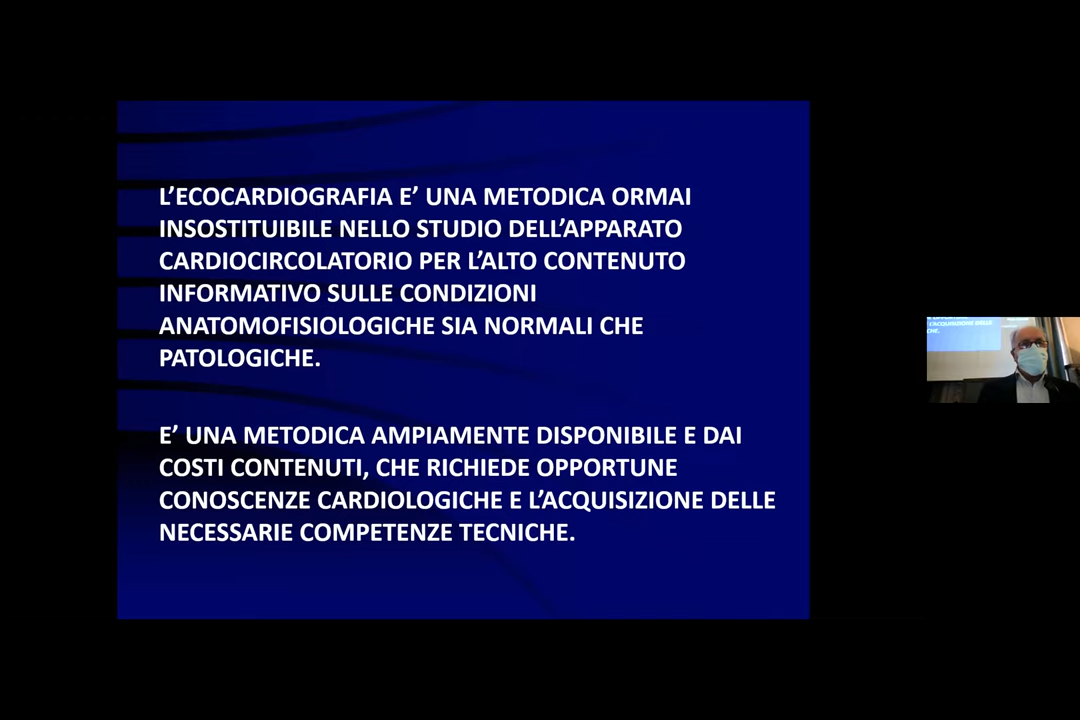 L’ECOCARDIOGRAFIA E’ UNA METODICA ORMAI
INSOSTITUIBILE NELLO STUDIO DELL’APPARATO
CARDIOCIRCOLATORIO PER L’ALTO CONTENUTO
INFORMATIVO SULLE CONDIZIONI
ANATOMOFISIOLOGICHE SIA NORMALI CHE
PATOLOGICHE.
E’ UNA METODICA AMPIAMENTE DISPONIBILE E DAI
COSTI CONTENUTI, CHE RICHIEDE OPPORTUNE
CONOSCENZE CARDIOLOGICHE E L’ACQUISIZIONE DELLE
NECESSARIE COMPETENZE TECNICHE.